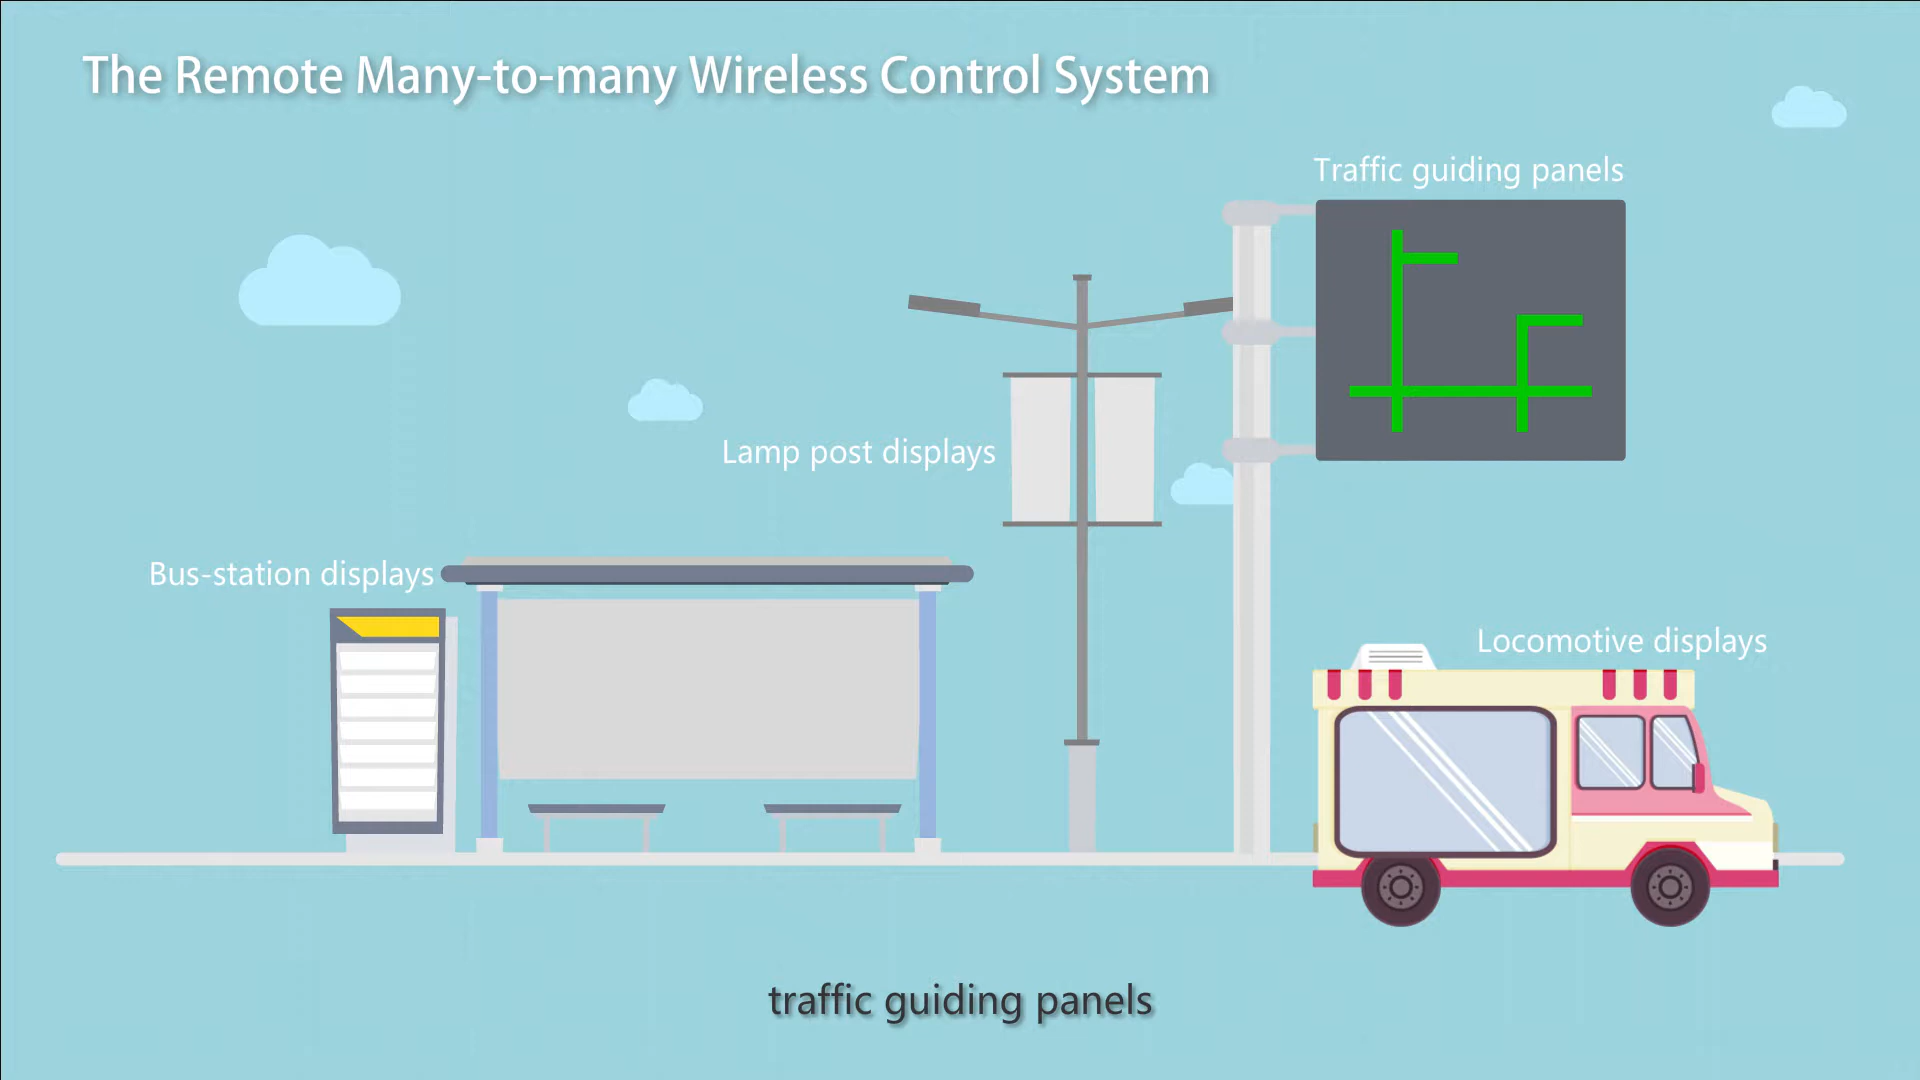 The Remote Many-to-many Wireless Control System
Traffic guiding panels
Lamp post displays
Bus-station displays
Locomotive displays
traffic guiding panels